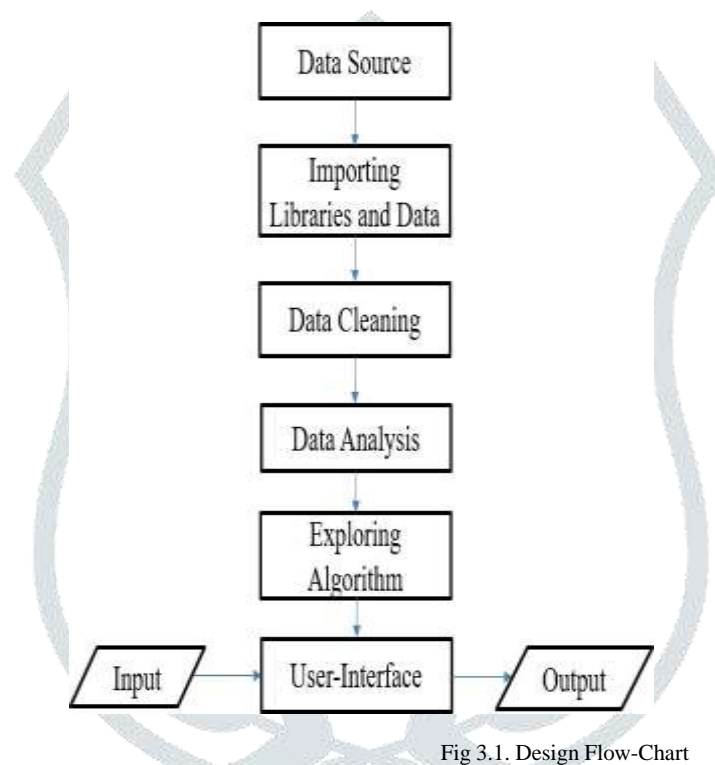 Data Source
Importing
Libraries and Data
Data Cleaning
Data Analysis
Exploring
Algorithm
Input
User-Interface
Output
Fig 3.1. Design Flow-Chart